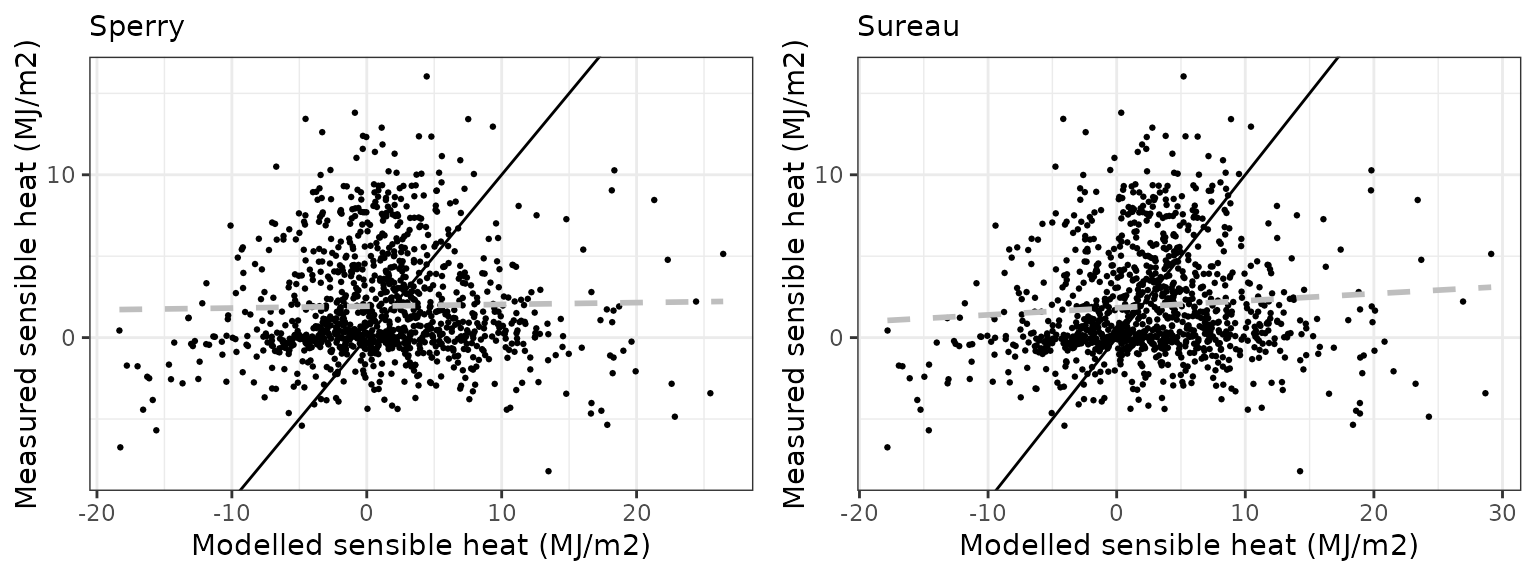 Sperry
Measured sensible heat (MJ/m2)
10
0
-20 -10 0 10 20
Modelled sensible heat (MJ/m2)
Sureau
Measured sensible heat (MJ/m2)
10
0
-20 -10 0 10 20 30
Modelled sensible heat (MJ/m2)